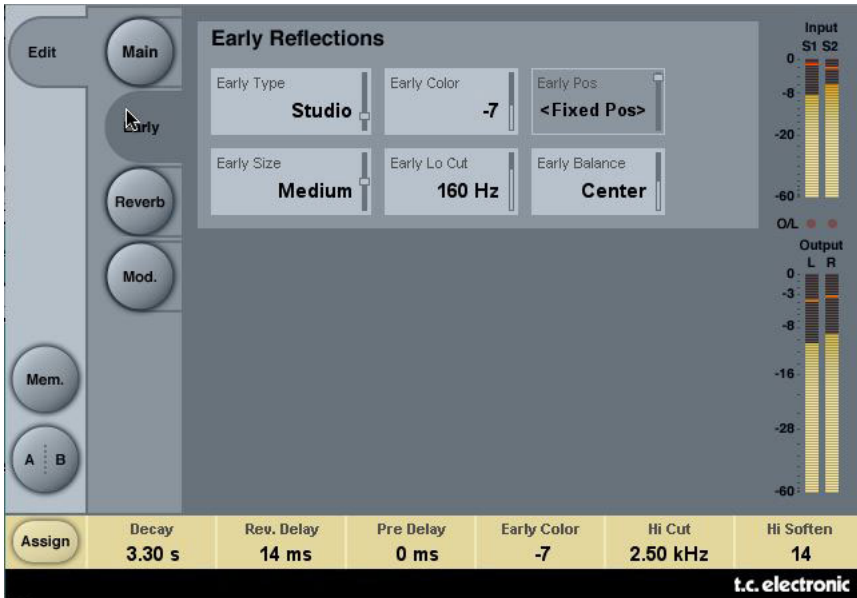 Edit
Main
Early
Reverb
Mod.
Mem.
A B
Early Reflections
Early Type
Studio
Early Color
-7
Early Pos
<Fixed Pos>
Early Size
Medium
Early Lo Cut
160 Hz
Early Balance
Center
Input
S1 S2
0
-8
-20
-60
O/L
Output
L R
0
-3
-8
-16
-28
-60
Assign
Decay
3.30 s
Rev. Delay
14 ms
Pre Delay
0 ms
Early Color
-7
Hi Cut
2.50 kHz
Hi Soften
14
t.c. electronic